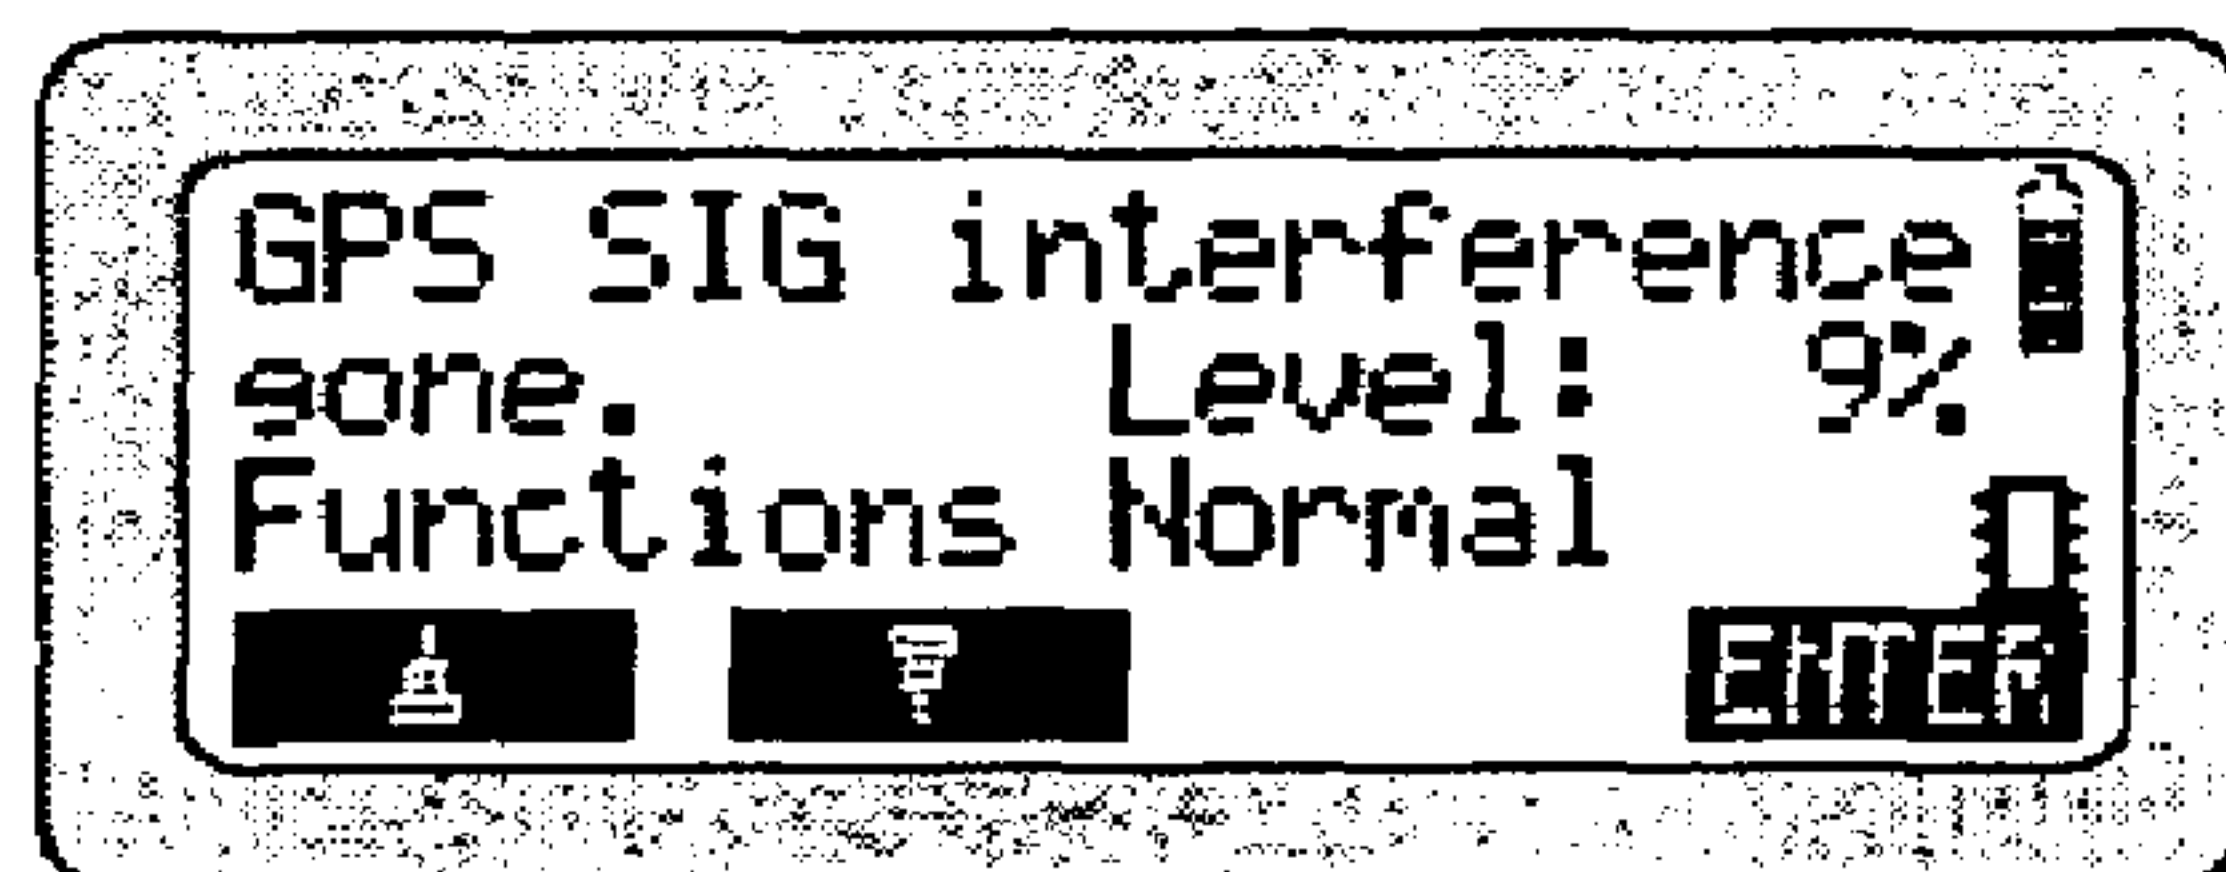 GPS SIG interference
gone. Level: 9%
Functions Normal
ENTER